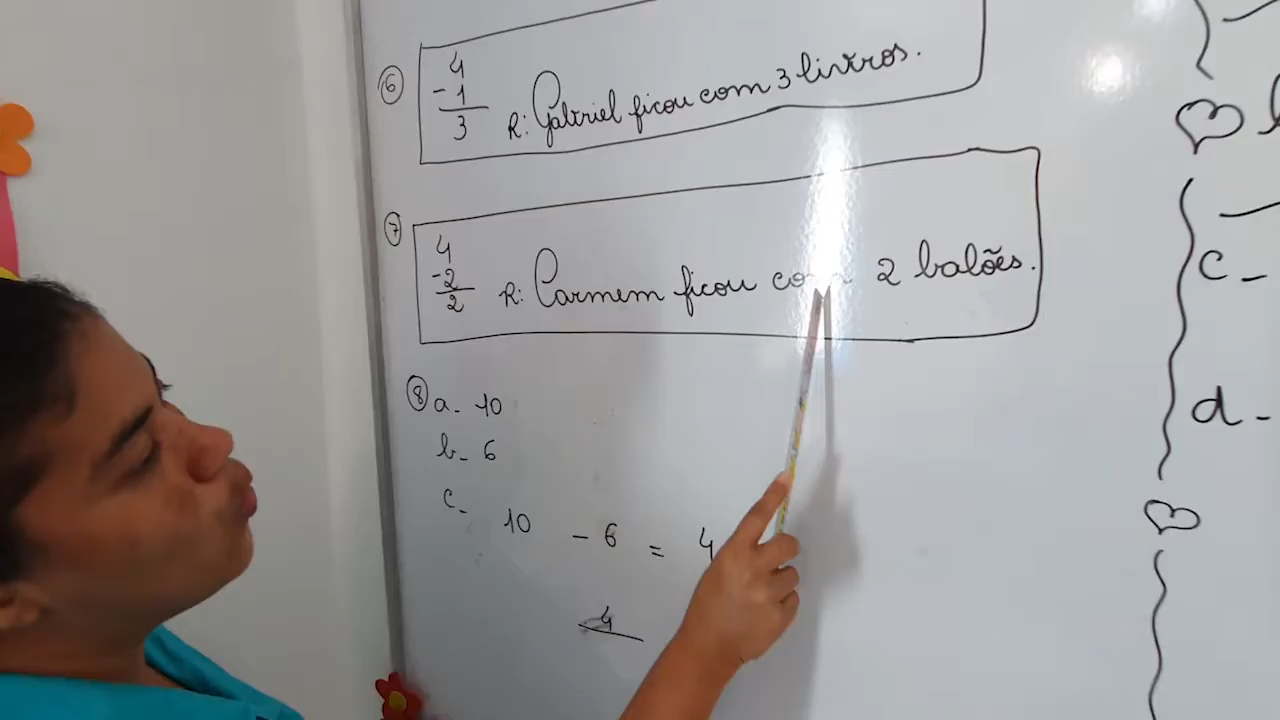 6
4
- 1
3
R: Gabriel ficou com 3 livros.
7
4
-2
2
R: Carmem ficou com 2 balões.
8 a- 10
b- 6
c-
10 - 6 = 4
4
c -
d -